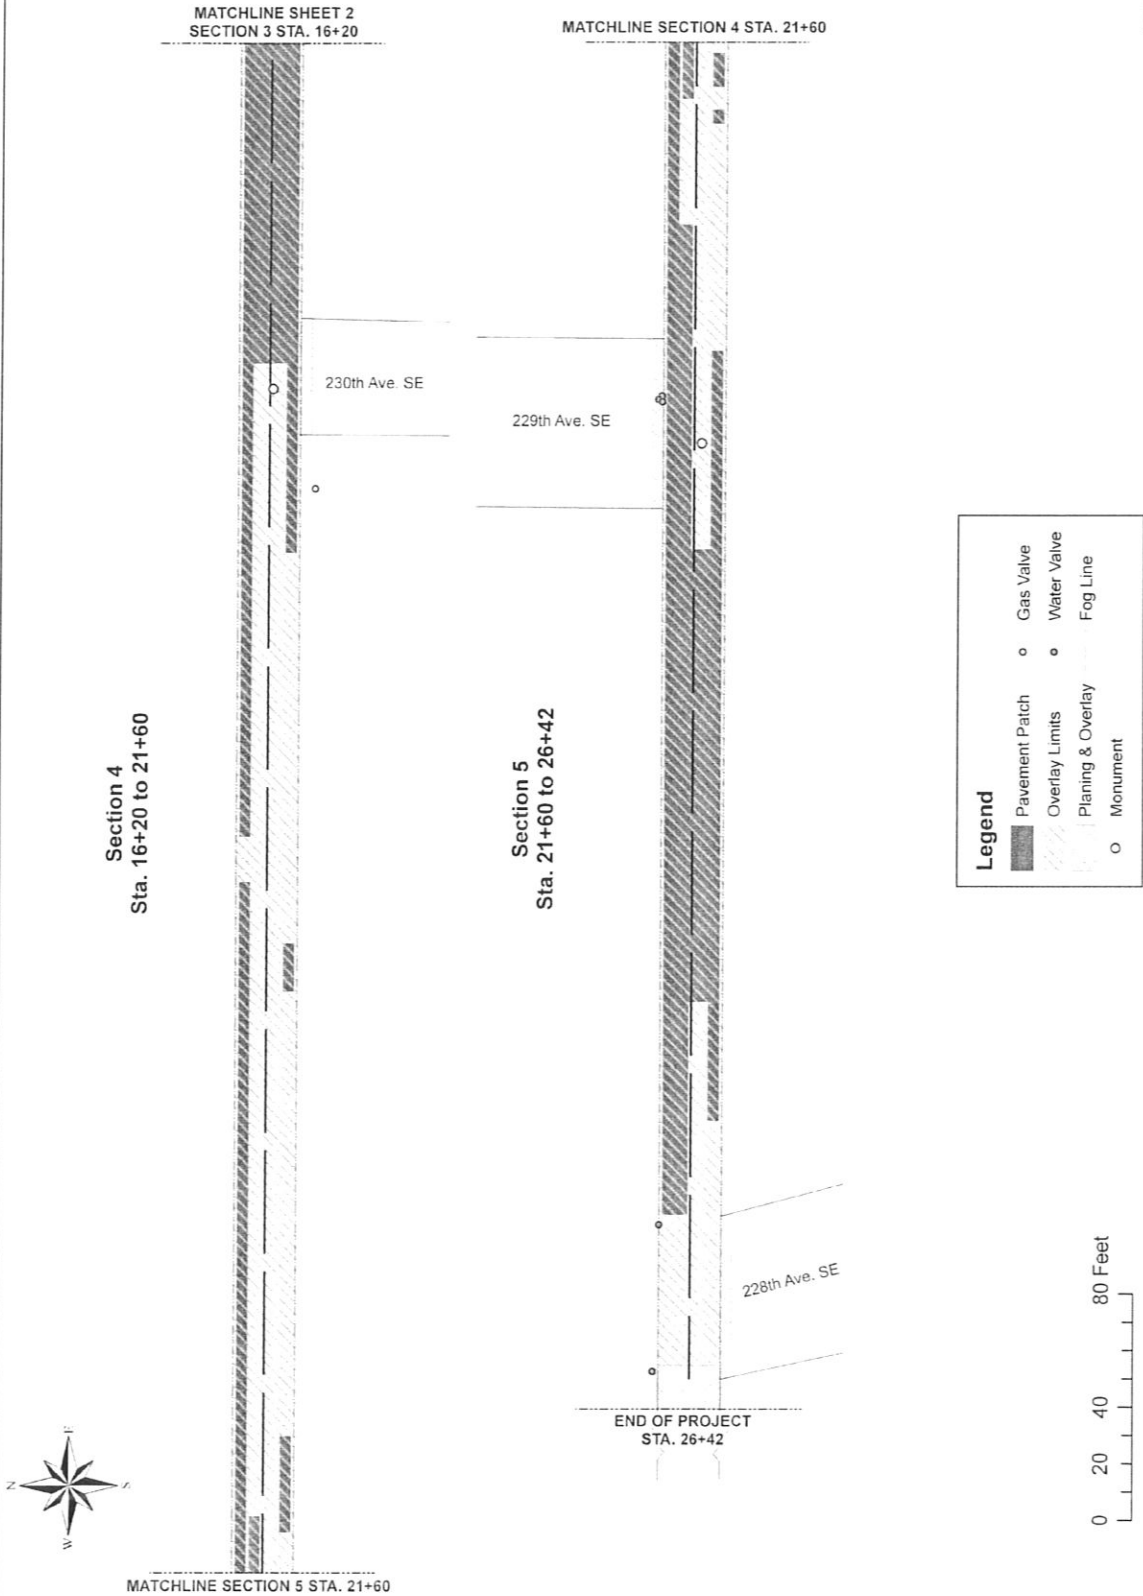 MATCHLINE SHEET 2
SECTION 3 STA. 16+20
MATCHLINE SECTION 4 STA. 21+60
230th Ave. SE
229th Ave. SE
Section 4
Sta. 16+20 to 21+60
Section 5
Sta. 21+60 to 26+42
Legend
Pavement Patch
Overlay Limits
Planing & Overlay
Monument
Gas Valve
Water Valve
Fog Line
228th Ave. SE
END OF PROJECT
STA. 26+42
N
E
S
W
MATCHLINE SECTION 5 STA. 21+60
0 20 40 80 Feet